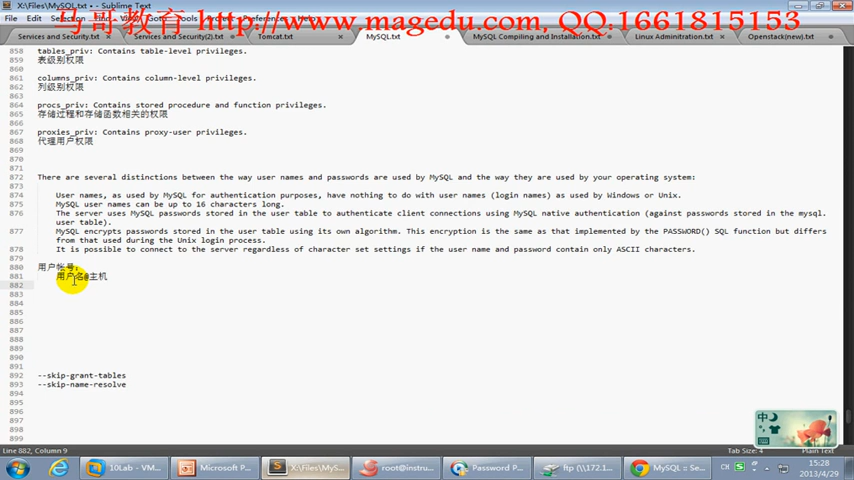 X:\Files\MySQL.txt • - Sublime Text
File Edit Selection Tools Help
马哥教育 http://www.magedu.com, QQ:1661815153
Services and Security.txt
Services and Security(2).txt
Tomcat.txt
MySQL.txt
MySQL Compiling and Installation.txt
Linux Adminitration.txt
Openstack(new).txt
858 tables_priv: Contains table-level privileges.
859 表级别权限
860
861 columns_priv: Contains column-level privileges.
862 列级别权限
863
864 procs_priv: Contains stored procedure and function privileges.
865 存储过程和存储函数相关的权限
866
867 proxies_priv: Contains proxy-user privileges.
868 代理用户权限
869
870
871
872 There are several distinctions between the way user names and passwords are used by MySQL and the way they are used by your operating system:
873
874 User names, as used by MySQL for authentication purposes, have nothing to do with user names (login names) as used by Windows or Unix.
875 MySQL user names can be up to 16 characters long.
876 The server uses MySQL passwords stored in the user table to authenticate client connections using MySQL native authentication (against passwords stored in the mysql.
user table).
877 MySQL encrypts passwords stored in the user table using its own algorithm. This encryption is the same as that implemented by the PASSWORD() SQL function but differs
from that used during the Unix login process.
878 It is possible to connect to the server regardless of character set settings if the user name and password contain only ASCII characters.
879
880 用户帐号:
881 用户名@主机
882
883
884
885
886
887
888
889
890
891
892 --skip-grant-tables
893 --skip-name-resolve
894
895
896
897
898
899
中
Line 882, Column 9
Tab Size: 4
Plain Text
10Lab - VM...
Microsoft P...
X:\Files\MyS...
root@instru...
Password P...
ftp (\\172.1...
MySQL :: Se...
CH
15:28
2013/4/29